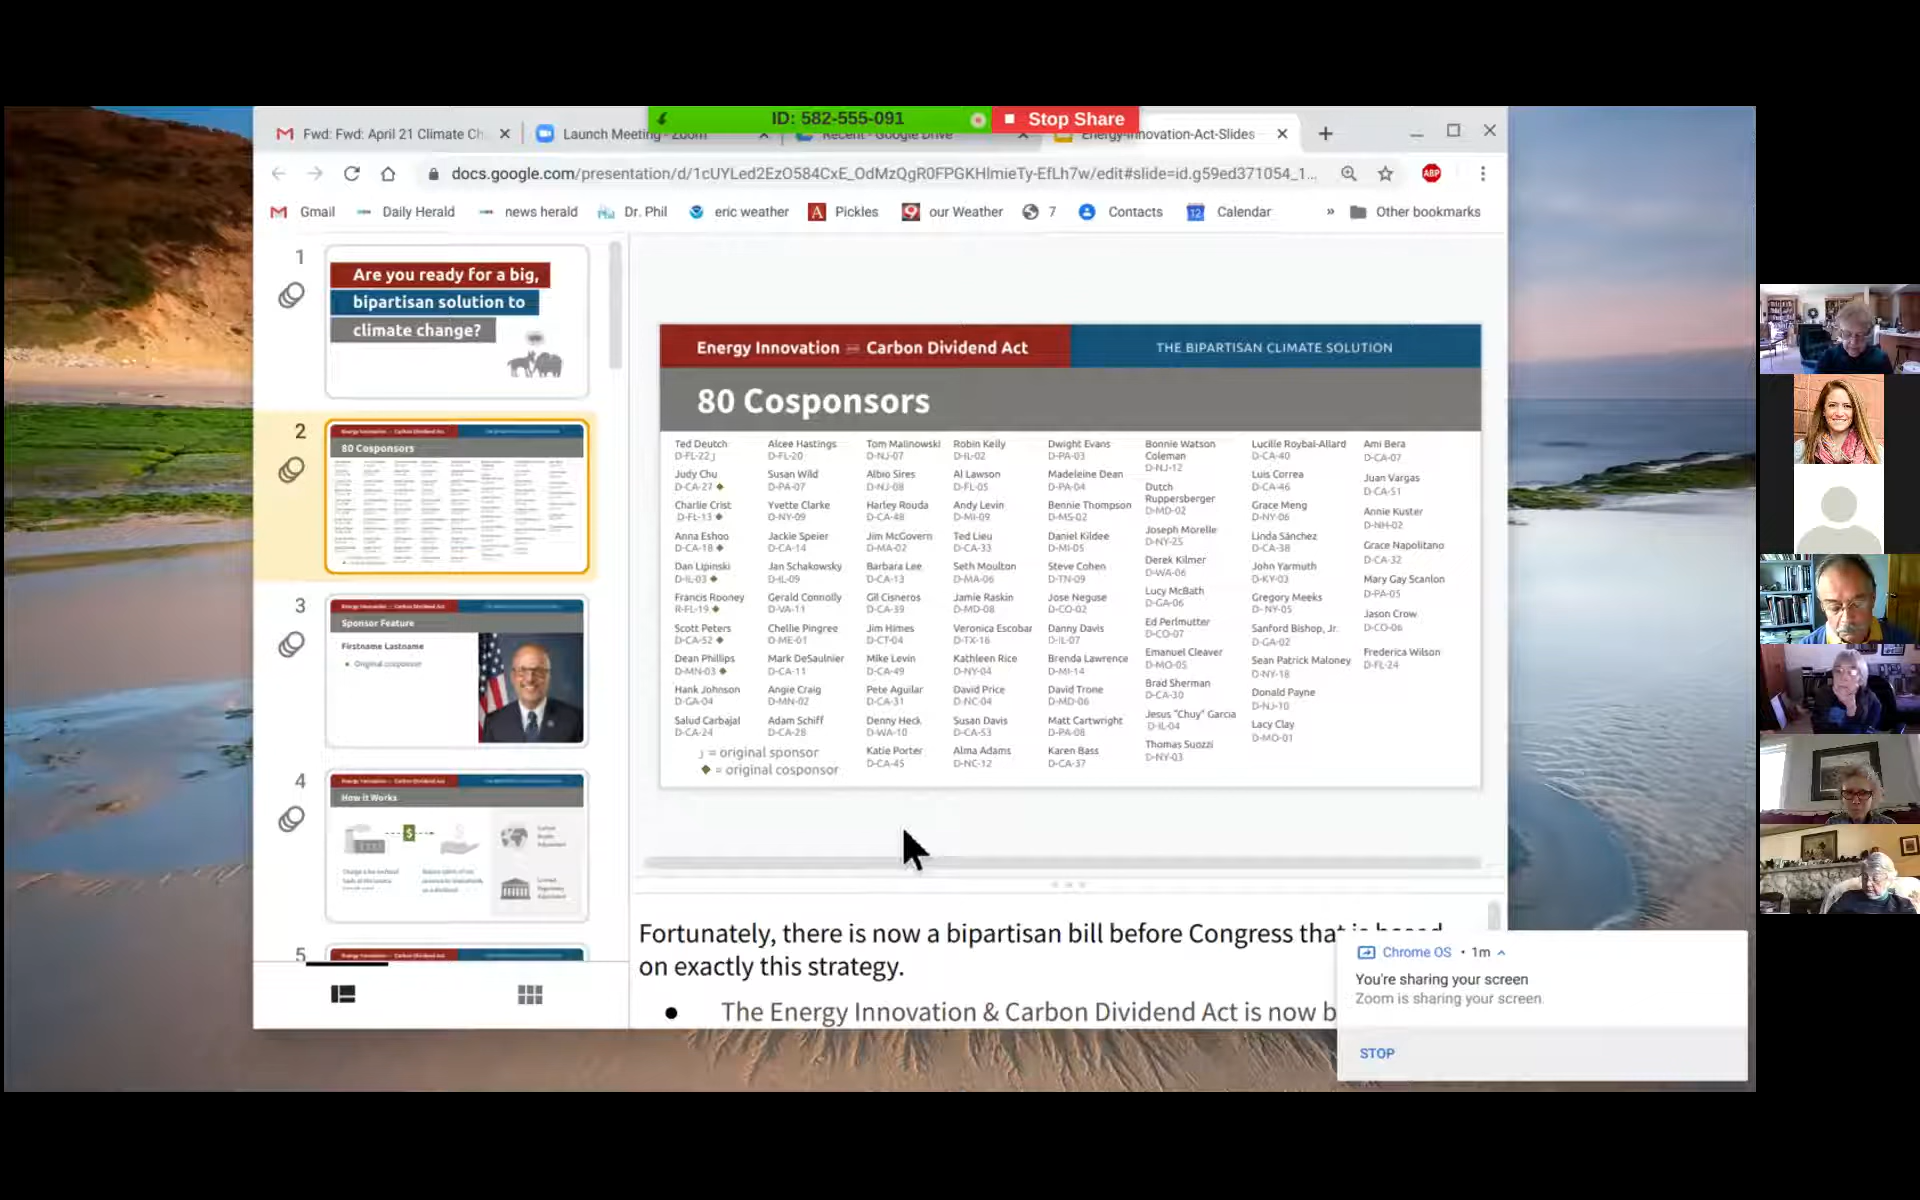 ID: 582-555-091
Stop Share
Fwd: Fwd: April 21 Climate Ch
Launch Meeting - Zoom
Recent - Google Drive
Energy-Innovation-Act-Slides
docs.google.com/presentation/d/1cUYLed2EzO584CxE_OdMzQgR0FPGKHlmieTy-EfLh7w/edit#slide=id.g59ed371054_1...
ABP
Gmail
Daily Herald
news herald
Dr. Phil
eric weather
Pickles
our Weather
7
Contacts
Calendar
»
Other bookmarks
1
Are you ready for a big,
bipartisan solution to
climate change?
2
80 Cosponsors
3
Sponsor Feature
Firstname Lastname
• Original cosponsor
4
How it Works
5
Energy Innovation and Carbon Dividend Act
THE BIPARTISAN CLIMATE SOLUTION
80 Cosponsors
Ted Deutch
D-FL-22
Judy Chu
D-CA-27 ◆
Charlie Crist
D-FL-13 ◆
Anna Eshoo
D-CA-18 ◆
Dan Lipinski
D-IL-03 ◆
Francis Rooney
R-FL-19 ◆
Scott Peters
D-CA-52 ◆
Dean Phillips
D-MN-03 ◆
Hank Johnson
D-GA-04
Salud Carbajal
D-CA-24
= original sponsor
◆ = original cosponsor
Alcee Hastings
D-FL-20
Susan Wild
D-PA-07
Yvette Clarke
D-NY-09
Jackie Speier
D-CA-14
Jan Schakowsky
D-IL-09
Gerald Connolly
D-VA-11
Chellie Pingree
D-ME-01
Mark DeSaulnier
D-CA-11
Angie Craig
D-MN-02
Adam Schiff
D-CA-28
Tom Malinowski
D-NJ-07
Albio Sires
D-NJ-08
Harley Rouda
D-CA-48
Jim McGovern
D-MA-02
Barbara Lee
D-CA-13
Gil Cisneros
D-CA-39
Jim Himes
D-CT-04
Mike Levin
D-CA-49
Pete Aguilar
D-CA-31
Denny Heck
D-WA-10
Katie Porter
D-CA-45
Robin Kelly
D-IL-02
Al Lawson
D-FL-05
Andy Levin
D-MI-09
Ted Lieu
D-CA-33
Seth Moulton
D-MA-06
Jamie Raskin
D-MD-08
Veronica Escobar
D-TX-16
Kathleen Rice
D-NY-04
David Price
D-NC-04
Susan Davis
D-CA-53
Alma Adams
D-NC-12
Dwight Evans
D-PA-03
Madeleine Dean
D-PA-04
Bennie Thompson
D-MS-02
Daniel Kildee
D-MI-05
Steve Cohen
D-TN-09
Jose Neguse
D-CO-02
Danny Davis
D-IL-07
Brenda Lawrence
D-MI-14
David Trone
D-MD-06
Matt Cartwright
D-PA-08
Karen Bass
D-CA-37
Bonnie Watson
Coleman
D-NJ-12
Dutch
Ruppersberger
D-MD-02
Joseph Morelle
D-NY-25
Derek Kilmer
D-WA-06
Lucy McBath
D-GA-06
Ed Perlmutter
D-CO-07
Emanuel Cleaver
D-MO-05
Brad Sherman
D-CA-30
Jesus "Chuy" Garcia
D-IL-04
Thomas Suozzi
D-NY-03
Lucille Roybal-Allard
D-CA-40
Luis Correa
D-CA-46
Grace Meng
D-NY-06
Linda Sánchez
D-CA-38
John Yarmuth
D-KY-03
Gregory Meeks
D- NY-05
Sanford Bishop, Jr.
D-GA-02
Sean Patrick Maloney
D-NY-18
Donald Payne
D-NJ-10
Lacy Clay
D-MO-01
Ami Bera
D-CA-07
Juan Vargas
D-CA-51
Annie Kuster
D-NH-02
Grace Napolitano
D-CA-32
Mary Gay Scanlon
D-PA-05
Jason Crow
D-CO-06
Frederica Wilson
D-FL-24
Fortunately, there is now a bipartisan bill before Congress that is based
on exactly this strategy.
● The Energy Innovation & Carbon Dividend Act is now b
Chrome OS • 1m
You're sharing your screen
Zoom is sharing your screen.
STOP